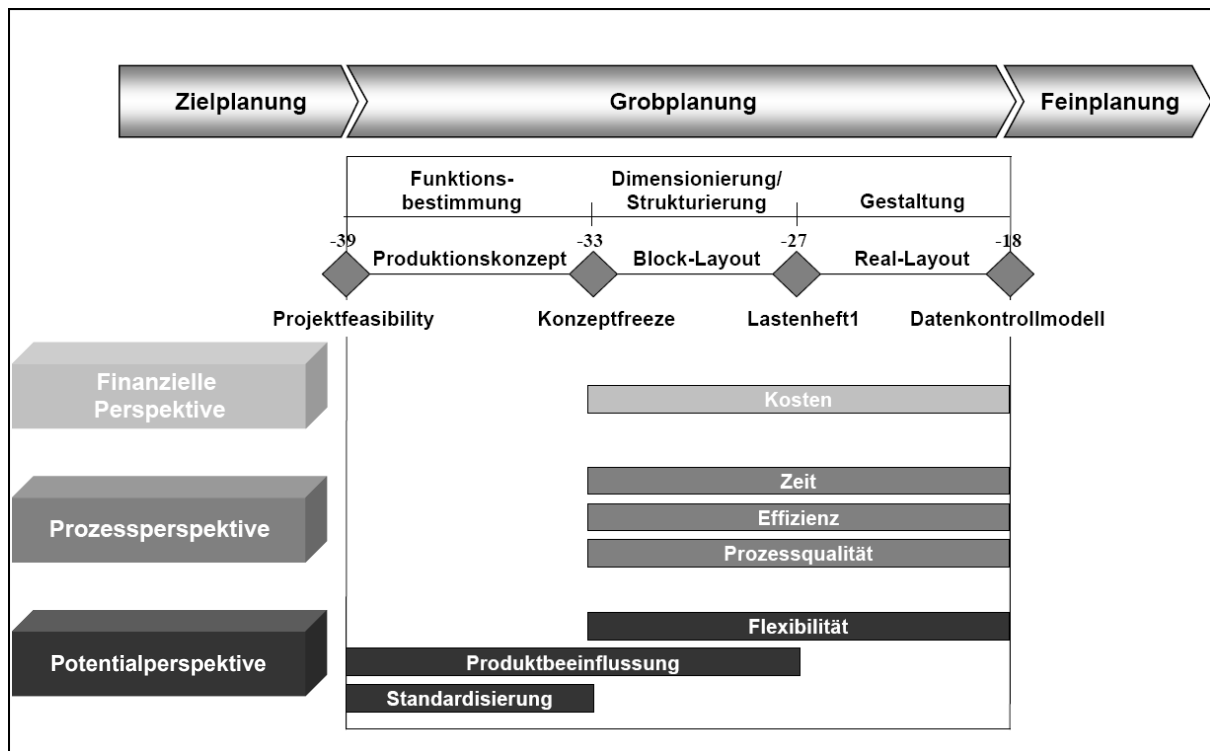 Zielplanung
Grobplanung
Feinplanung
Funktions-
bestimmung
Dimensionierung/
Strukturierung
Gestaltung
-39
-33
-27
-18
Produktionskonzept
Block-Layout
Real-Layout
Projektfeasibility
Konzeptfreeze
Lastenheft1
Datenkontrollmodell
Finanzielle
Perspektive
Kosten
Prozessperspektive
Zeit
Effizienz
Prozessqualität
Potentialperspektive
Flexibilität
Produktbeeinflussung
Standardisierung